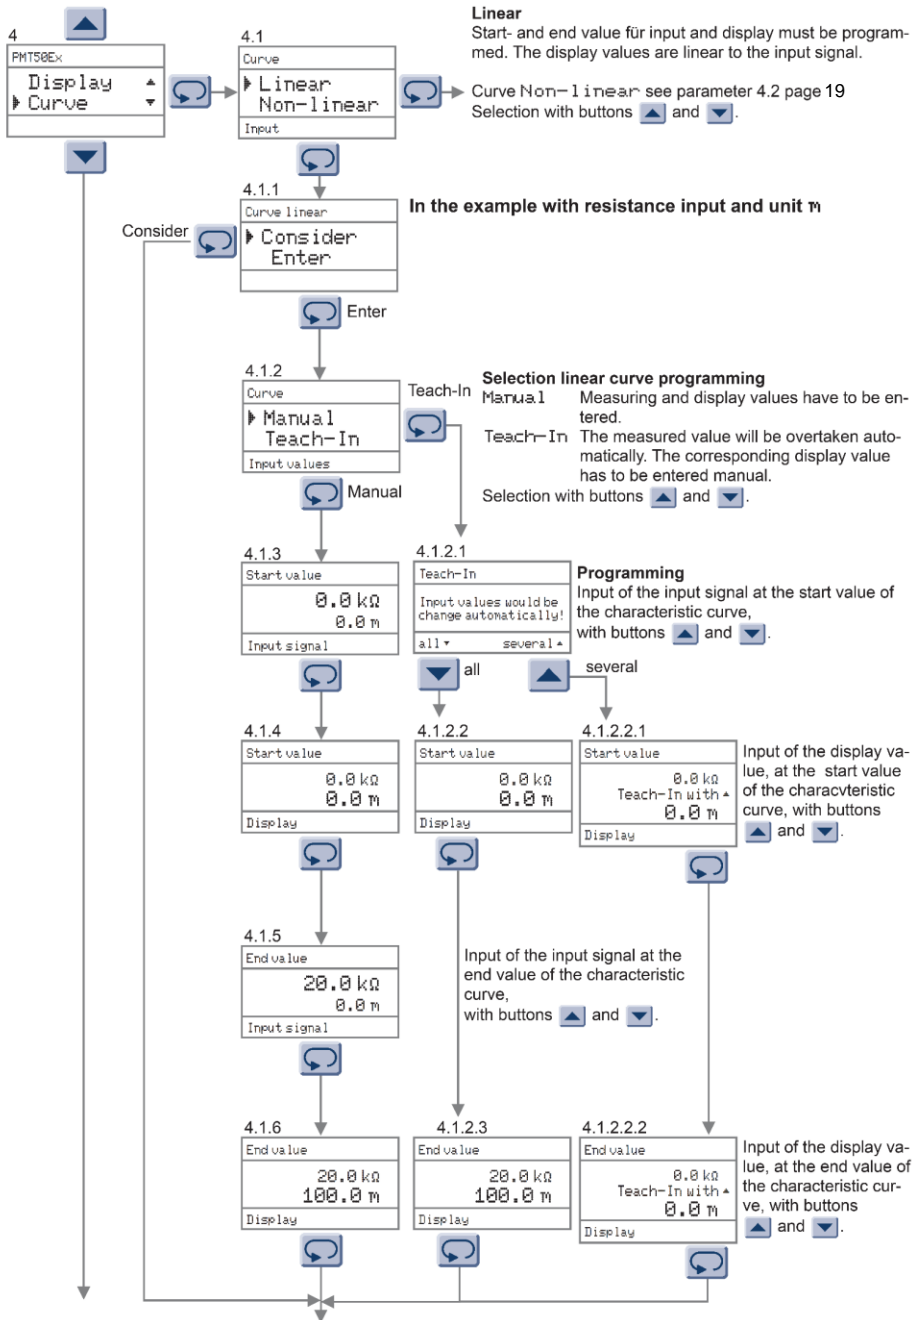 4
PMT50Ex
Display
Curve
4.1
Curve
Linear
Non-linear
Input
Linear
Start- and end value für input and display must be program-
med. The display values are linear to the input signal.
Curve Non-linear see parameter 4.2 page 19
Selection with buttons and .
4.1.1
Curve linear
Consider
Enter
In the example with resistance input and unit m
Consider
Enter
4.1.2
Curve
Manual
Teach-In
Input values
Teach-In
Manual
Selection linear curve programming
Manual Measuring and display values have to be en-
tered.
Teach-In The measured value will be overtaken auto-
matically. The corresponding display value
has to be entered manual.
Selection with buttons and .
4.1.3
Start value
0.0 kΩ
0.0 m
Input signal
4.1.2.1
Teach-In
Input values would be
change automatically!
all▾ several▴
Programming
Input of the input signal at the start value of
the characteristic curve,
with buttons and .
all
several
4.1.4
Start value
0.0 kΩ
0.0 m
Display
4.1.2.2
Start value
0.0 kΩ
0.0 m
Display
4.1.2.2.1
Start value
0.0 kΩ
Teach-In with ▴
0.0 m
Display
Input of the display va-
lue, at the start value
of the characvteristic
curve, with buttons
and .
4.1.5
End value
20.0 kΩ
0.0 m
Input signal
Input of the input signal at the
end value of the characteristic
curve,
with buttons and .
4.1.6
End value
20.0 kΩ
100.0 m
Display
4.1.2.3
End value
20.0 kΩ
100.0 m
Display
4.1.2.2.2
End value
0.0 kΩ
Teach-In with ▴
0.0 m
Display
Input of the display va-
lue, at the end value of
the characteristic cur-
ve, with buttons
and .